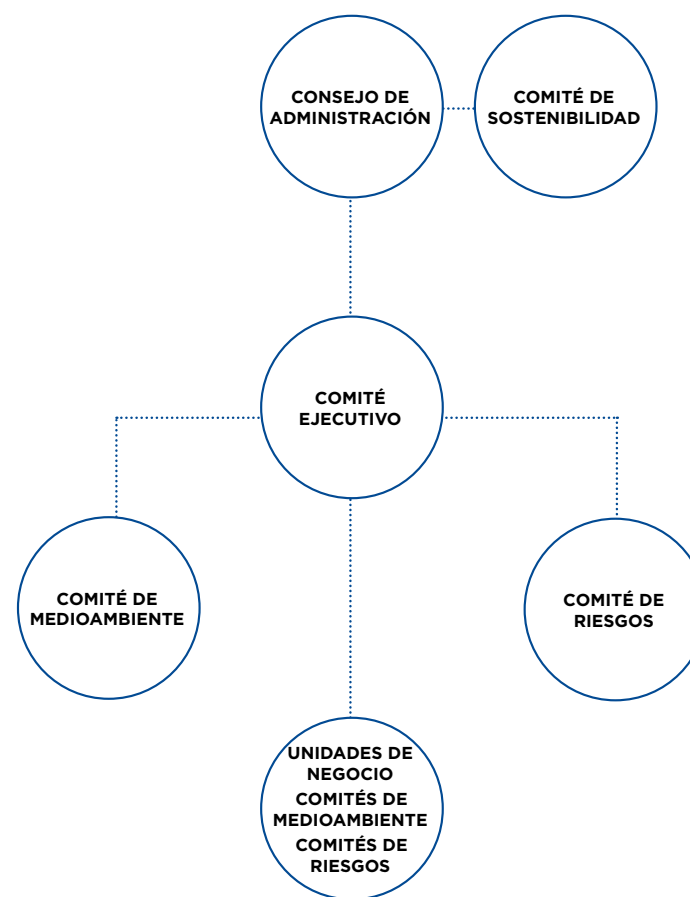 CONSEJO DE
ADMINISTRACIÓN
COMITÉ DE
SOSTENIBILIDAD
COMITÉ
EJECUTIVO
COMITÉ DE
MEDIOAMBIENTE
COMITÉ DE
RIESGOS
UNIDADES DE
NEGOCIO
COMITÉS DE
MEDIOAMBIENTE
COMITÉS DE
RIESGOS